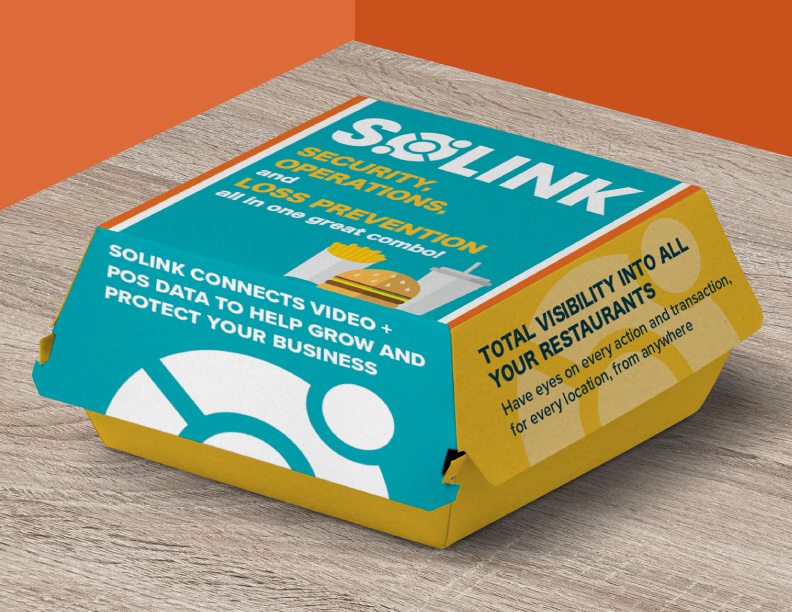 SOLINK
SECURITY,
OPERATIONS,
and
LOSS PREVENTION
all in one great combo!
SOLINK CONNECTS VIDEO +
POS DATA TO HELP GROW AND
PROTECT YOUR BUSINESS
TOTAL VISIBILITY INTO ALL
YOUR RESTAURANTS
Have eyes on every action and transaction,
for every location, from anywhere